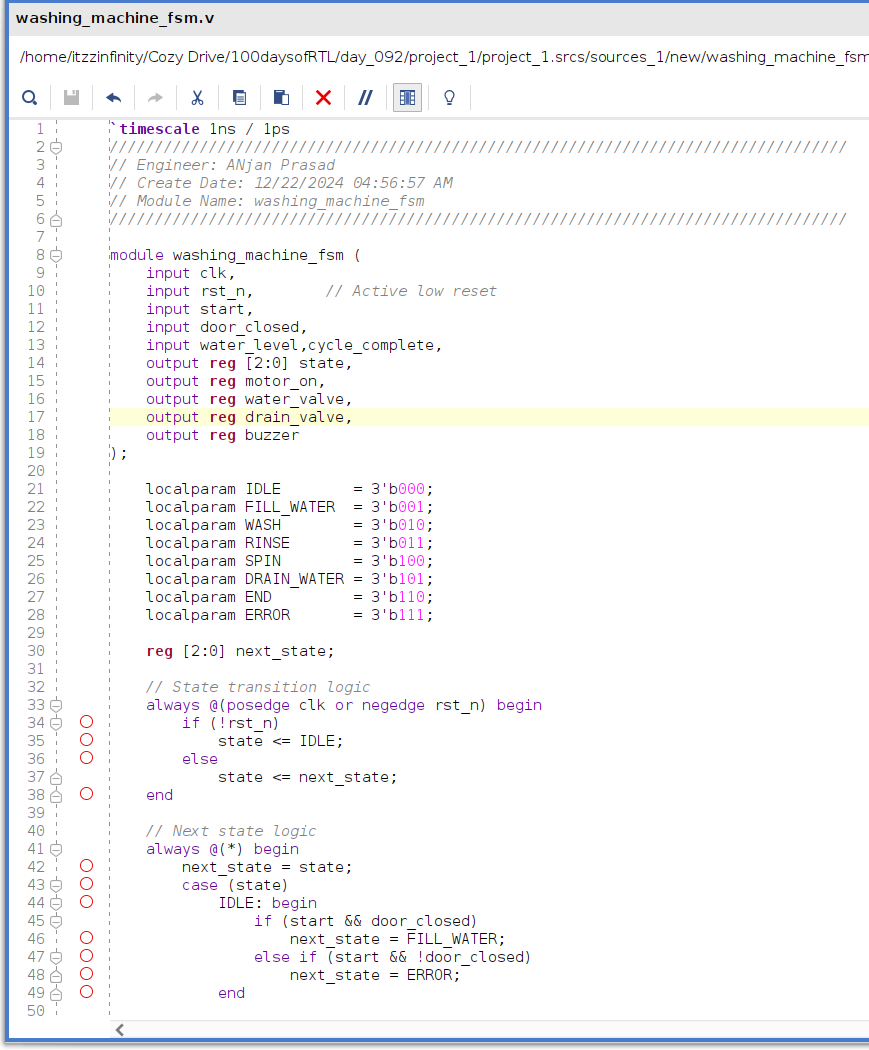 washing_machine_fsm.v
/home/itzzinfinity/Cozy Drive/100daysofRTL/day_092/project_1/project_1.srcs/sources_1/new/washing_machine_fsm
1 `timescale 1ns / 1ps
2 //////////////////////////////////////////////////////////////////////////////////
3 // Engineer: ANjan Prasad
4 // Create Date: 12/22/2024 04:56:57 AM
5 // Module Name: washing_machine_fsm
6 //////////////////////////////////////////////////////////////////////////////////
7
8 module washing_machine_fsm (
9     input clk,
10     input rst_n,        // Active low reset
11     input start,
12     input door_closed,
13     input water_level,cycle_complete,
14     output reg [2:0] state,
15     output reg motor_on,
16     output reg water_valve,
17     output reg drain_valve,
18     output reg buzzer
19 );
20
21     localparam IDLE        = 3'b000;
22     localparam FILL_WATER  = 3'b001;
23     localparam WASH        = 3'b010;
24     localparam RINSE       = 3'b011;
25     localparam SPIN        = 3'b100;
26     localparam DRAIN_WATER = 3'b101;
27     localparam END         = 3'b110;
28     localparam ERROR       = 3'b111;
29
30     reg [2:0] next_state;
31
32     // State transition logic
33     always @(posedge clk or negedge rst_n) begin
34         if (!rst_n)
35             state <= IDLE;
36         else
37             state <= next_state;
38     end
39
40     // Next state logic
41     always @(*) begin
42         next_state = state;
43         case (state)
44             IDLE: begin
45                 if (start && door_closed)
46                     next_state = FILL_WATER;
47                 else if (start && !door_closed)
48                     next_state = ERROR;
49             end
50